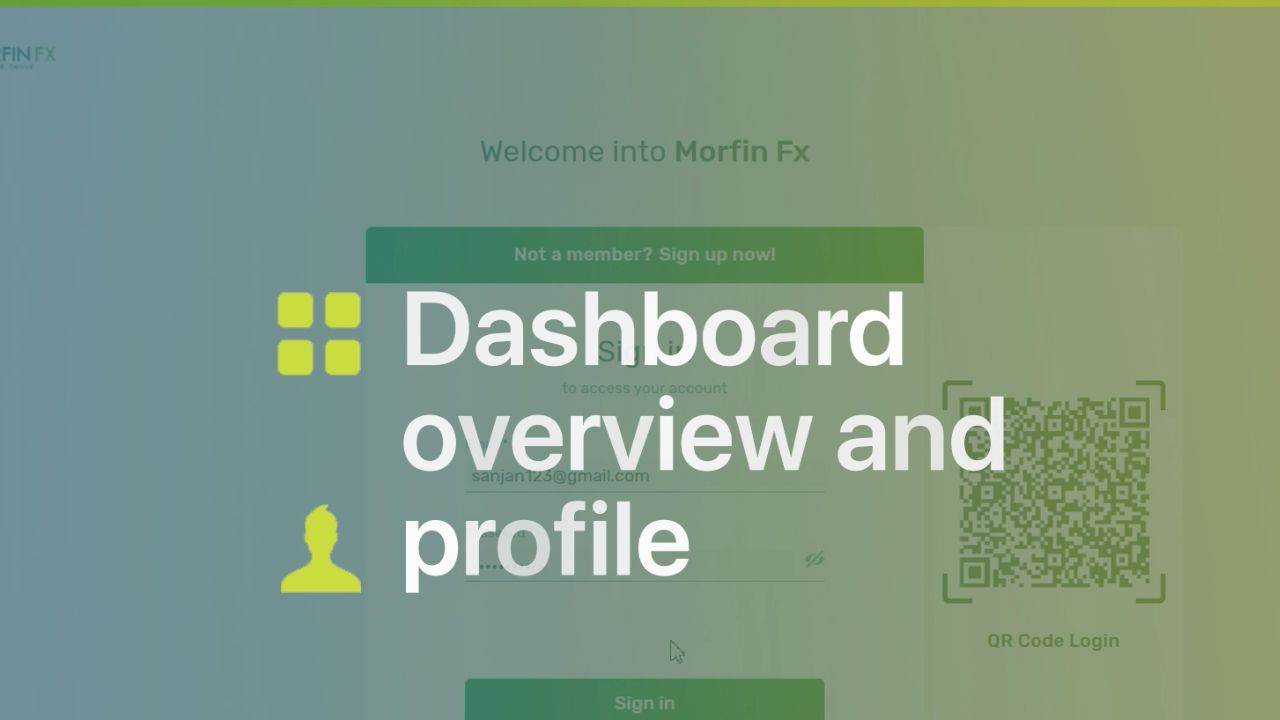 RFIN FX
Welcome into Morfin Fx
Not a member? Sign up now!
Sign in
to access your account
Dashboard
overview and
profile
sanjan123@gmail.com
QR Code Login
Sign in